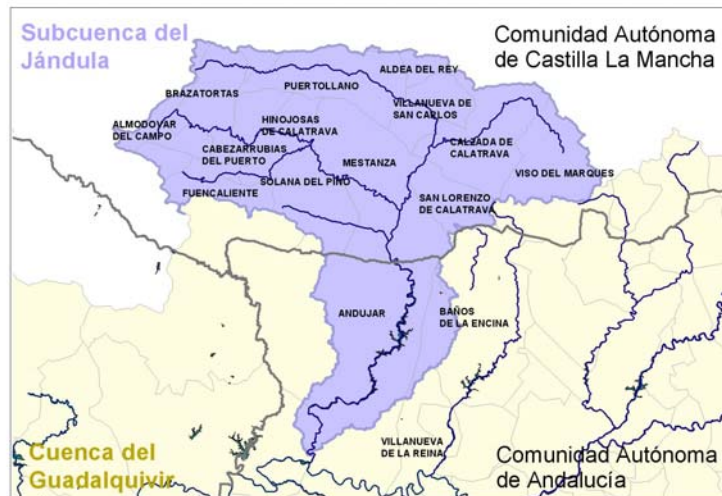 Subcuenca del
Jándula
Comunidad Autónoma
de Castilla La Mancha
ALDEA DEL REY
PUERTOLLANO
BRAZATORTAS
VILLANUEVA DE
SAN CARLOS
HINOJOSAS
DE CALATRAVA
ALMODOVAR
DEL CAMPO
CALZADA DE
CALATRAVA
CABEZARRUBIAS
DEL PUERTO
MESTANZA
VISO DEL MARQUES
SOLANA DEL PINO
FUENCALIENTE
SAN LORENZO
DE CALATRAVA
ANDUJAR
BAÑOS
DE LA ENCINA
VILLANUEVA
DE LA REINA
Cuenca del
Guadalquivir
Comunidad Autónoma
de Andalucía